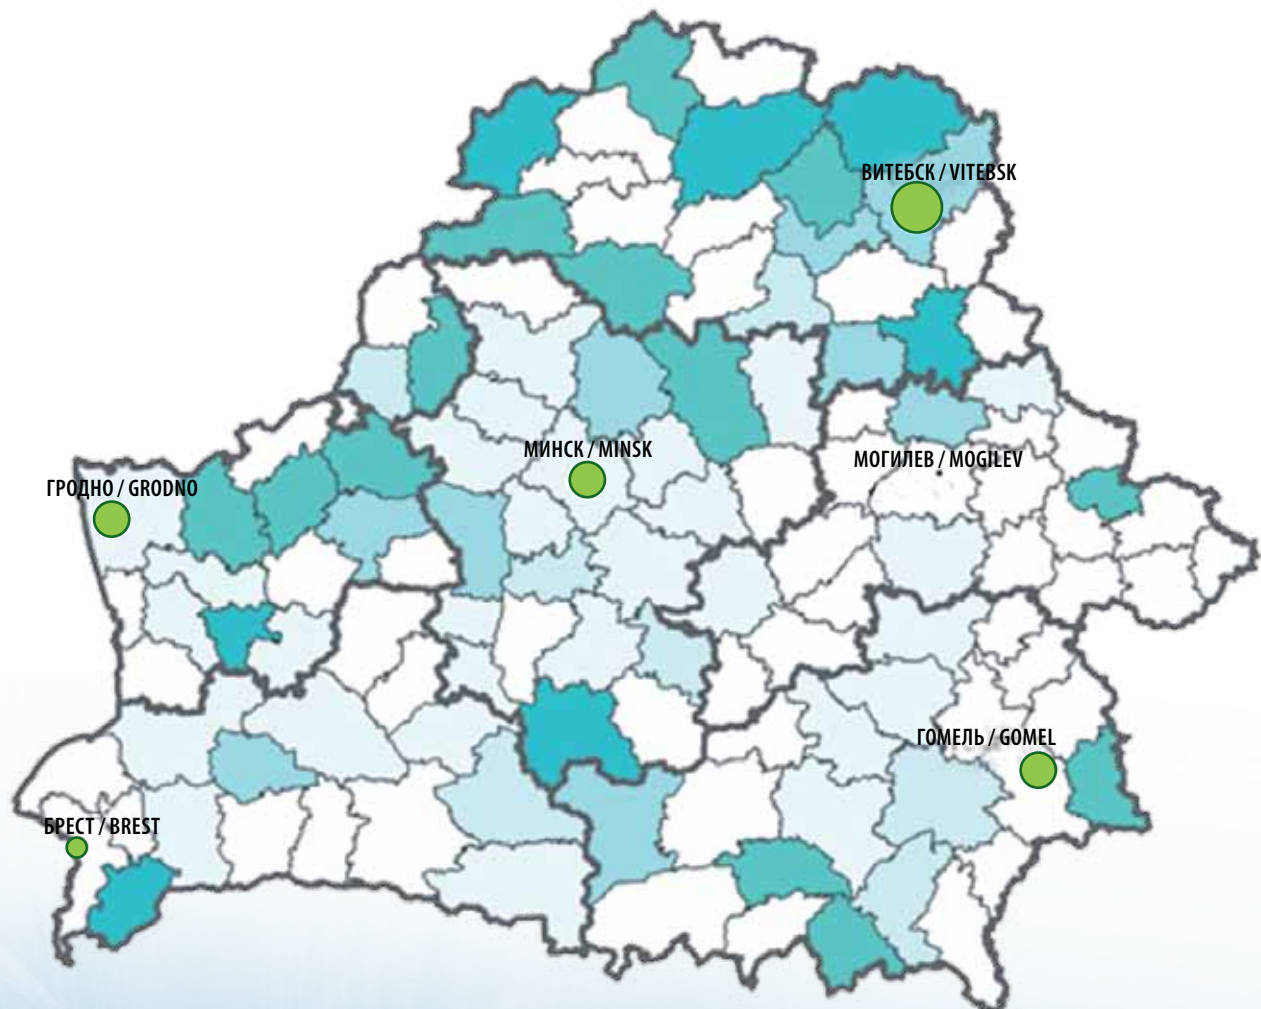 ВИТЕБСК / VITEBSK
МИНСК / MINSK
МОГИЛЕВ / MOGILEV
ГРОДНО / GRODNO
ГОМЕЛЬ / GOMEL
БРЕСТ / BREST